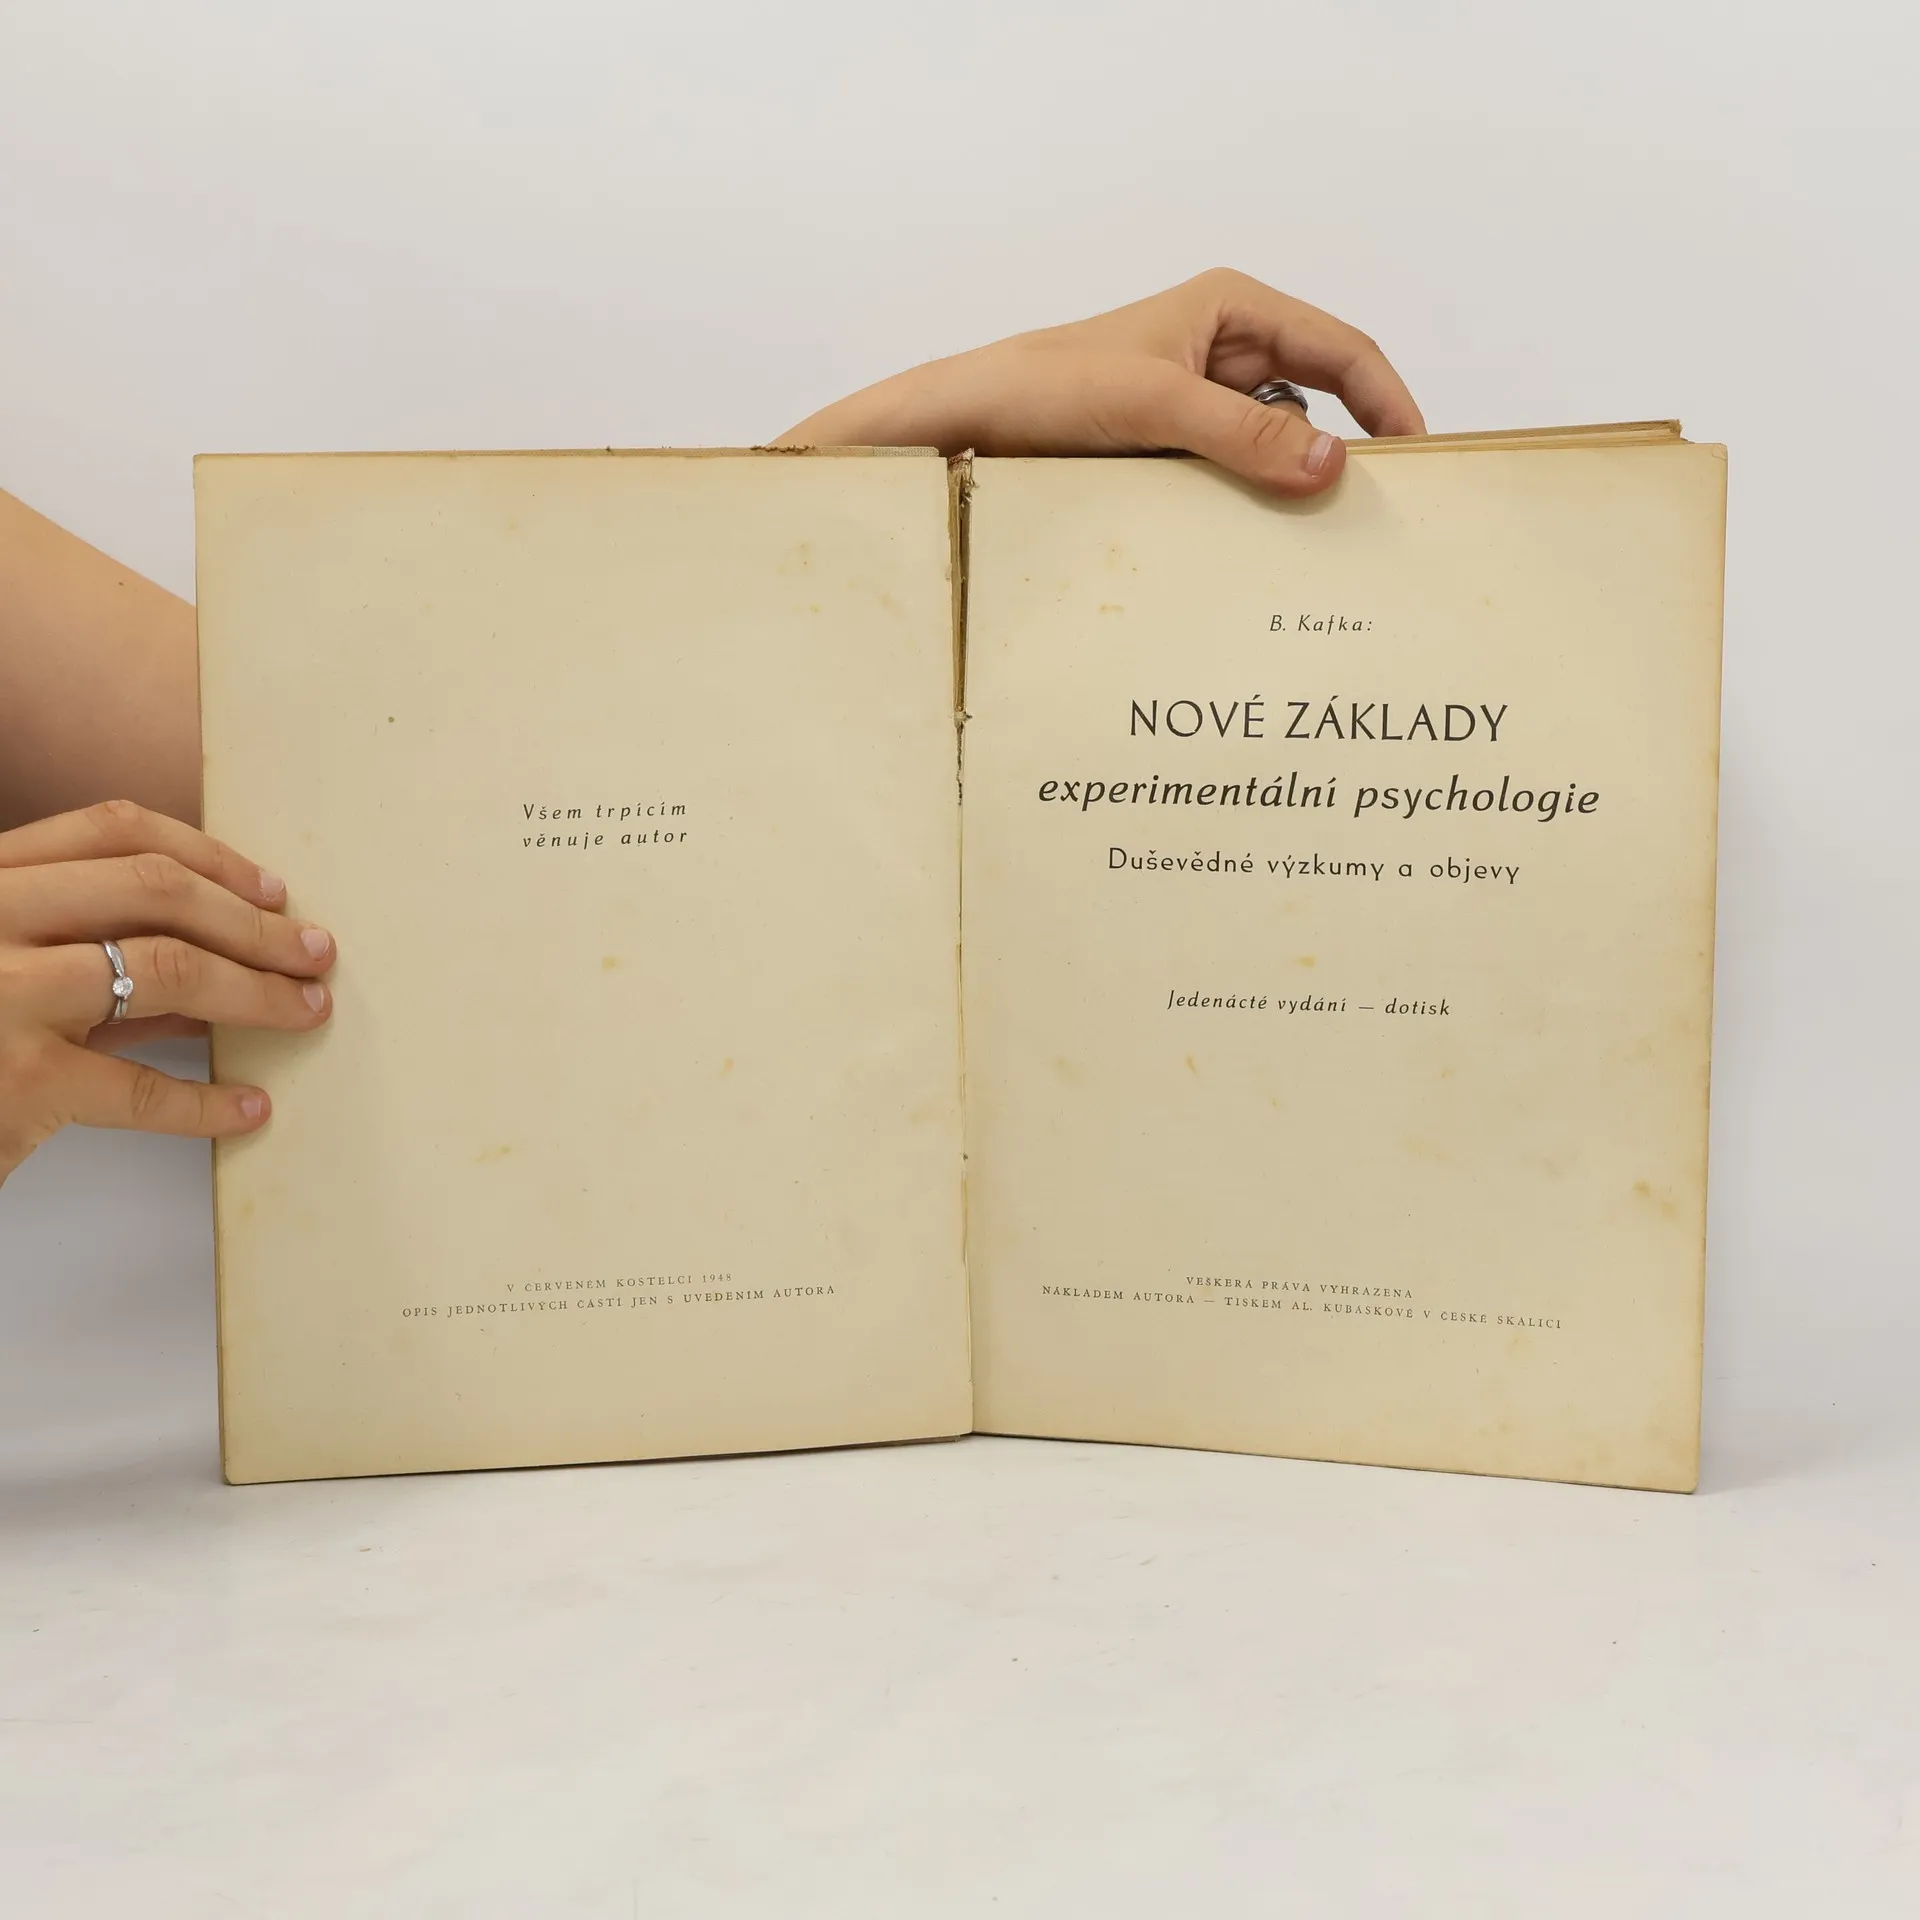 Všem trpícím
věnuje autor
V ČERVENÉM KOSTELCI 1948
OPIS JEDNOTLIVÝCH ČÁSTÍ JEN S UVEDENÍM AUTORA
B. Kafka:
NOVÉ ZÁKLADY
experimentální psychologie
Duševědné výzkumy a objevy
Jedenácté vydání — dotisk
VEŠKERÁ PRÁVA VYHRAZENA
NÁKLADEM AUTORA — TISKEM AL. KUBASKOVÉ V ČESKÉ SKALICI